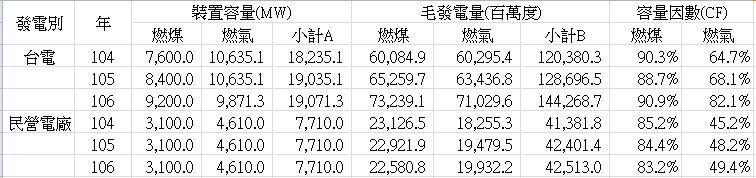 發電別 年 裝置容量(MW) 毛發電量(百萬度) 容量因數(CF)
燃煤 燃氣 小計A 燃煤 燃氣 小計B 燃煤 燃氣
台電 104 7,600.0 10,635.1 18,235.1 60,084.9 60,295.4 120,380.3 90.3% 64.7%
105 8,400.0 10,635.1 19,035.1 65,259.7 63,436.8 128,696.5 88.7% 68.1%
106 9,200.0 9,871.3 19,071.3 73,239.1 71,029.6 144,268.7 90.9% 82.1%
民營電廠 104 3,100.0 4,610.0 7,710.0 23,126.5 18,255.3 41,381.8 85.2% 45.2%
105 3,100.0 4,610.0 7,710.0 22,921.9 19,479.5 42,401.4 84.4% 48.2%
106 3,100.0 4,610.0 7,710.0 22,580.8 19,932.2 42,513.0 83.2% 49.4%